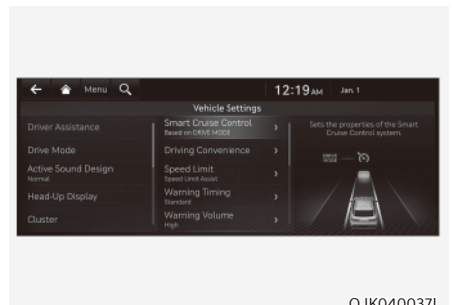 Menu
12:19 AM Jan. 1
Vehicle Settings
Driver Assistance
Drive Mode
Active Sound Design
Normal
Head-Up Display
Cluster
Smart Cruise Control
Based on DRIVE MODE
Driving Convenience
Speed Limit
Speed Limit Assist
Warning Timing
Standard
Warning Volume
High
Sets the properties of the Smart
Cruise Control system.
DRIVE
MODE
OJK040037L